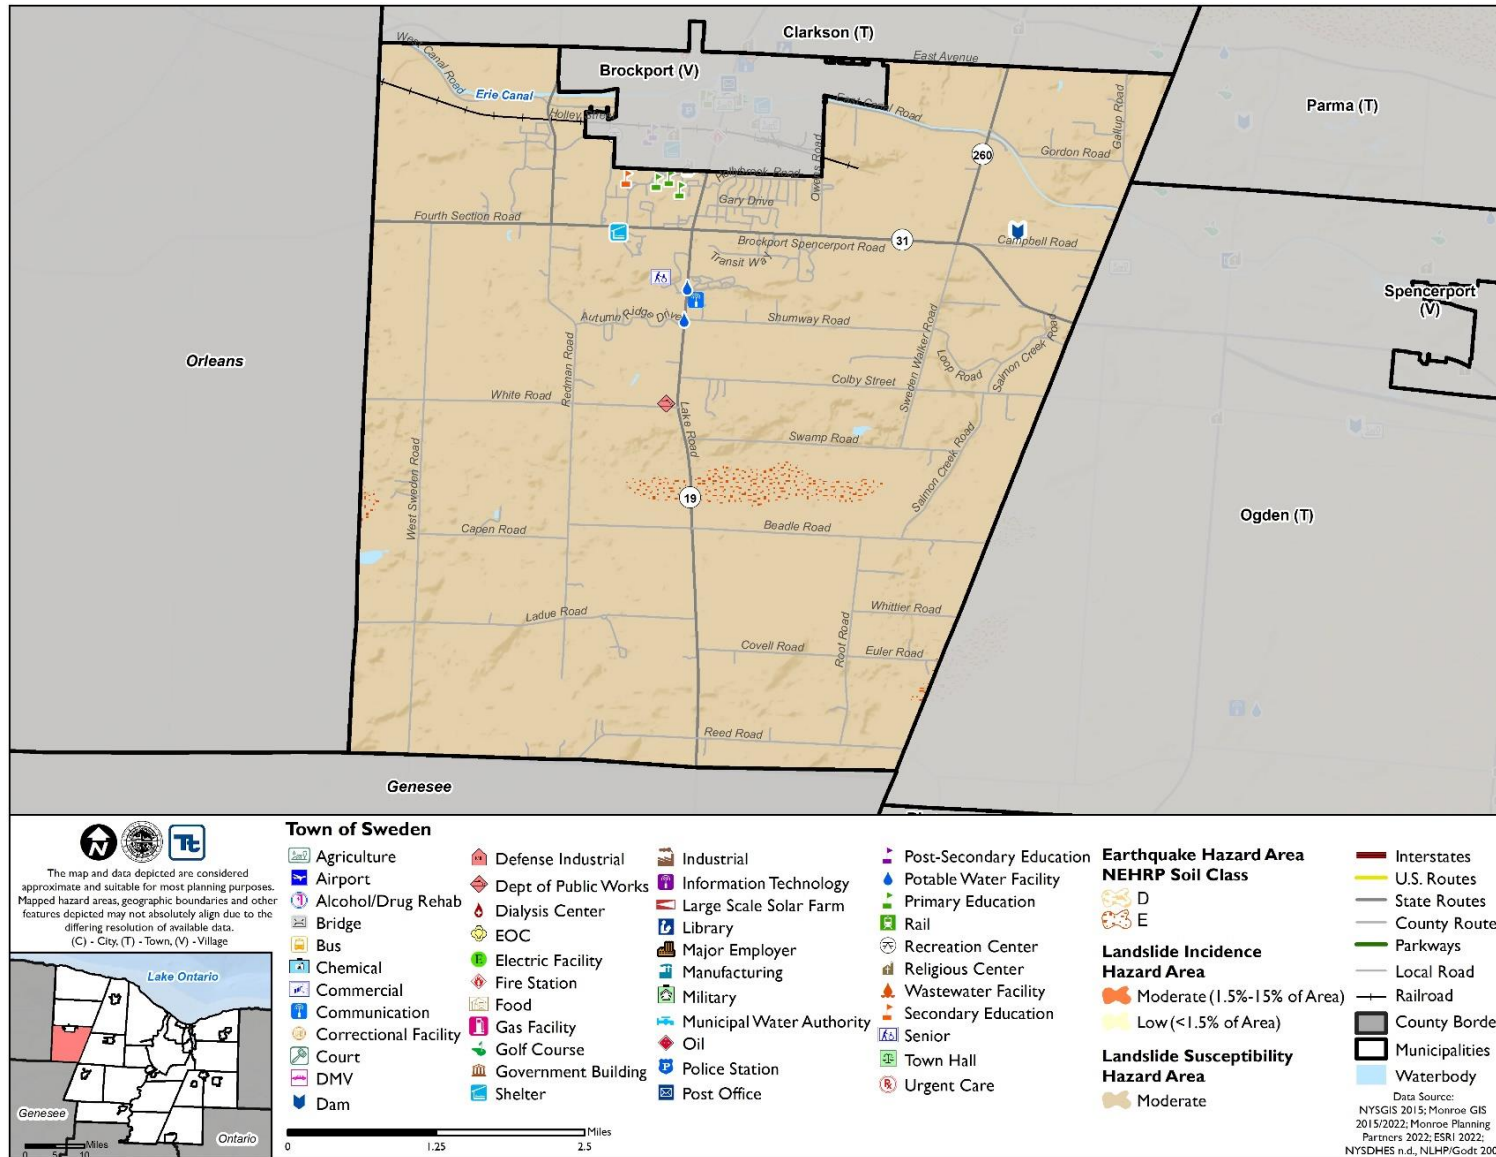 Clarkson (T)
West Canal Road
Brockport (V)
East Avenue
Erie Canal
East Canal Road
Parma (T)
Gallup Road
Holley Street
260
Gordon Road
Owens Road
Gary Drive
Fourth Section Road
Brockport Spencerport Road
31
Campbell Road
Transit Way
Spencerport
(V)
Autumn Ridge Drive
Shumway Road
Orleans
Redman Road
Sweden Walker Road
Loop Road
Salmon Creek Road
Colby Street
White Road
Lake Road
Swamp Road
West Sweden Road
Salmon Creek Road
19
Ogden (T)
Capen Road
Beadle Road
Ladue Road
Whittier Road
Root Road
Covell Road
Euler Road
Reed Road
Genesee
N
Tt
The map and data depicted are considered
approximate and suitable for most planning purposes.
Mapped hazard areas, geographic boundaries and other
features depicted may not absolutely align due to the
differing resolution of available data.
(C) - City, (T) - Town, (V) - Village
Lake Ontario
Genesee
Ontario
Miles
0 5 10
Town of Sweden
Agriculture
Airport
Alcohol/Drug Rehab
Bridge
Bus
Chemical
Commercial
Communication
Correctional Facility
Court
DMV
Dam
Defense Industrial
Dept of Public Works
Dialysis Center
EOC
Electric Facility
Fire Station
Food
Gas Facility
Golf Course
Government Building
Shelter
Industrial
Information Technology
Large Scale Solar Farm
Library
Major Employer
Manufacturing
Military
Municipal Water Authority
Oil
Police Station
Post Office
Post-Secondary Education
Potable Water Facility
Primary Education
Rail
Recreation Center
Religious Center
Wastewater Facility
Secondary Education
Senior
Town Hall
Urgent Care
Miles
0 1.25 2.5
Earthquake Hazard Area
NEHRP Soil Class
D
E
Landslide Incidence
Hazard Area
Moderate (1.5%-15% of Area)
Low (<1.5% of Area)
Landslide Susceptibility
Hazard Area
Moderate
Interstates
U.S. Routes
State Routes
County Route
Parkways
Local Road
Railroad
County Borde
Municipalities
Waterbody
Data Source:
NYSGIS 2015; Monroe GIS
2015/2022; Monroe Planning
Partners 2022; ESRI 2022;
NYSDHES n.d., NLHP/Godt 200